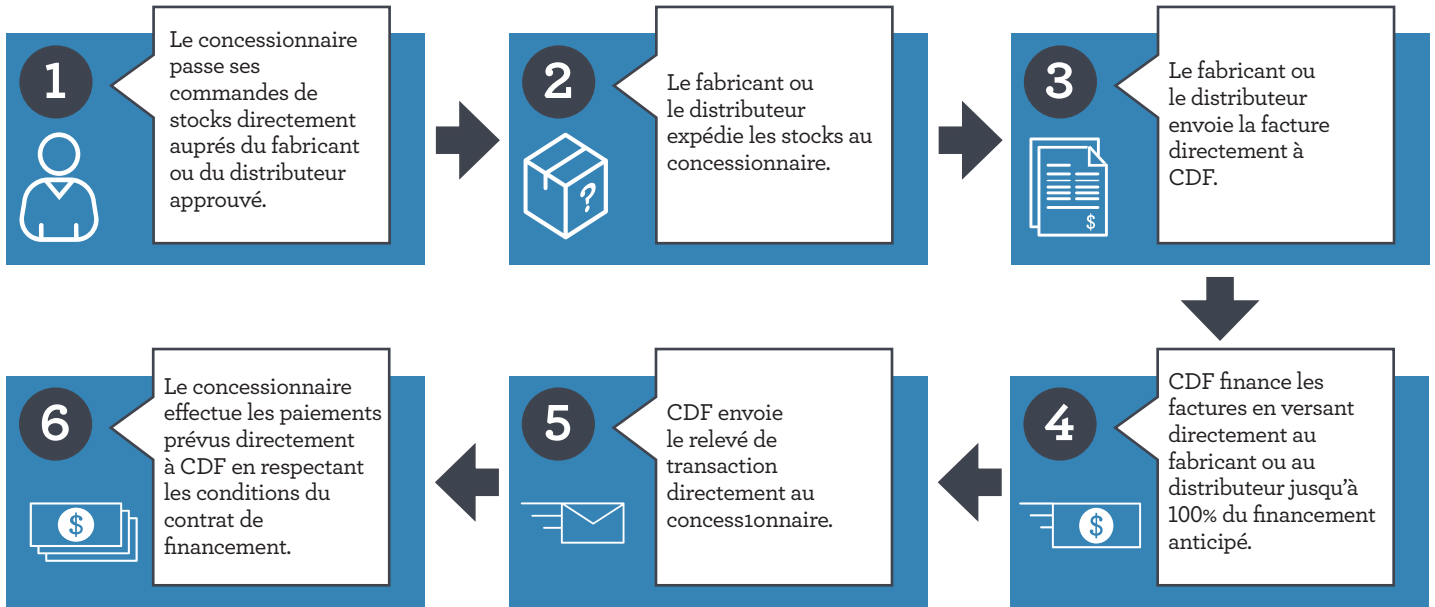 1
Le concessionnaire
passe ses
commandes de
stocks directement
auprés du fabricant
ou du distributeur
approuvé.
2
Le fabricant ou
le distributeur
expédie les stocks au
concessionnaire.
?
3
Le fabricant ou
le distributeur
envoie la facture
directement à
CDF.
$
4
CDF finance les
factures en versant
directement au
fabricant ou au
distributeur jusqu'à
100% du financement
anticipé.
$
5
CDF envoie
le relevé de
transaction
directement au
concess1onnaire.
6
Le concessionnaire
effectue les paiements
prévus directement
à CDF en respectant
les conditions du
contrat de
financement.
$